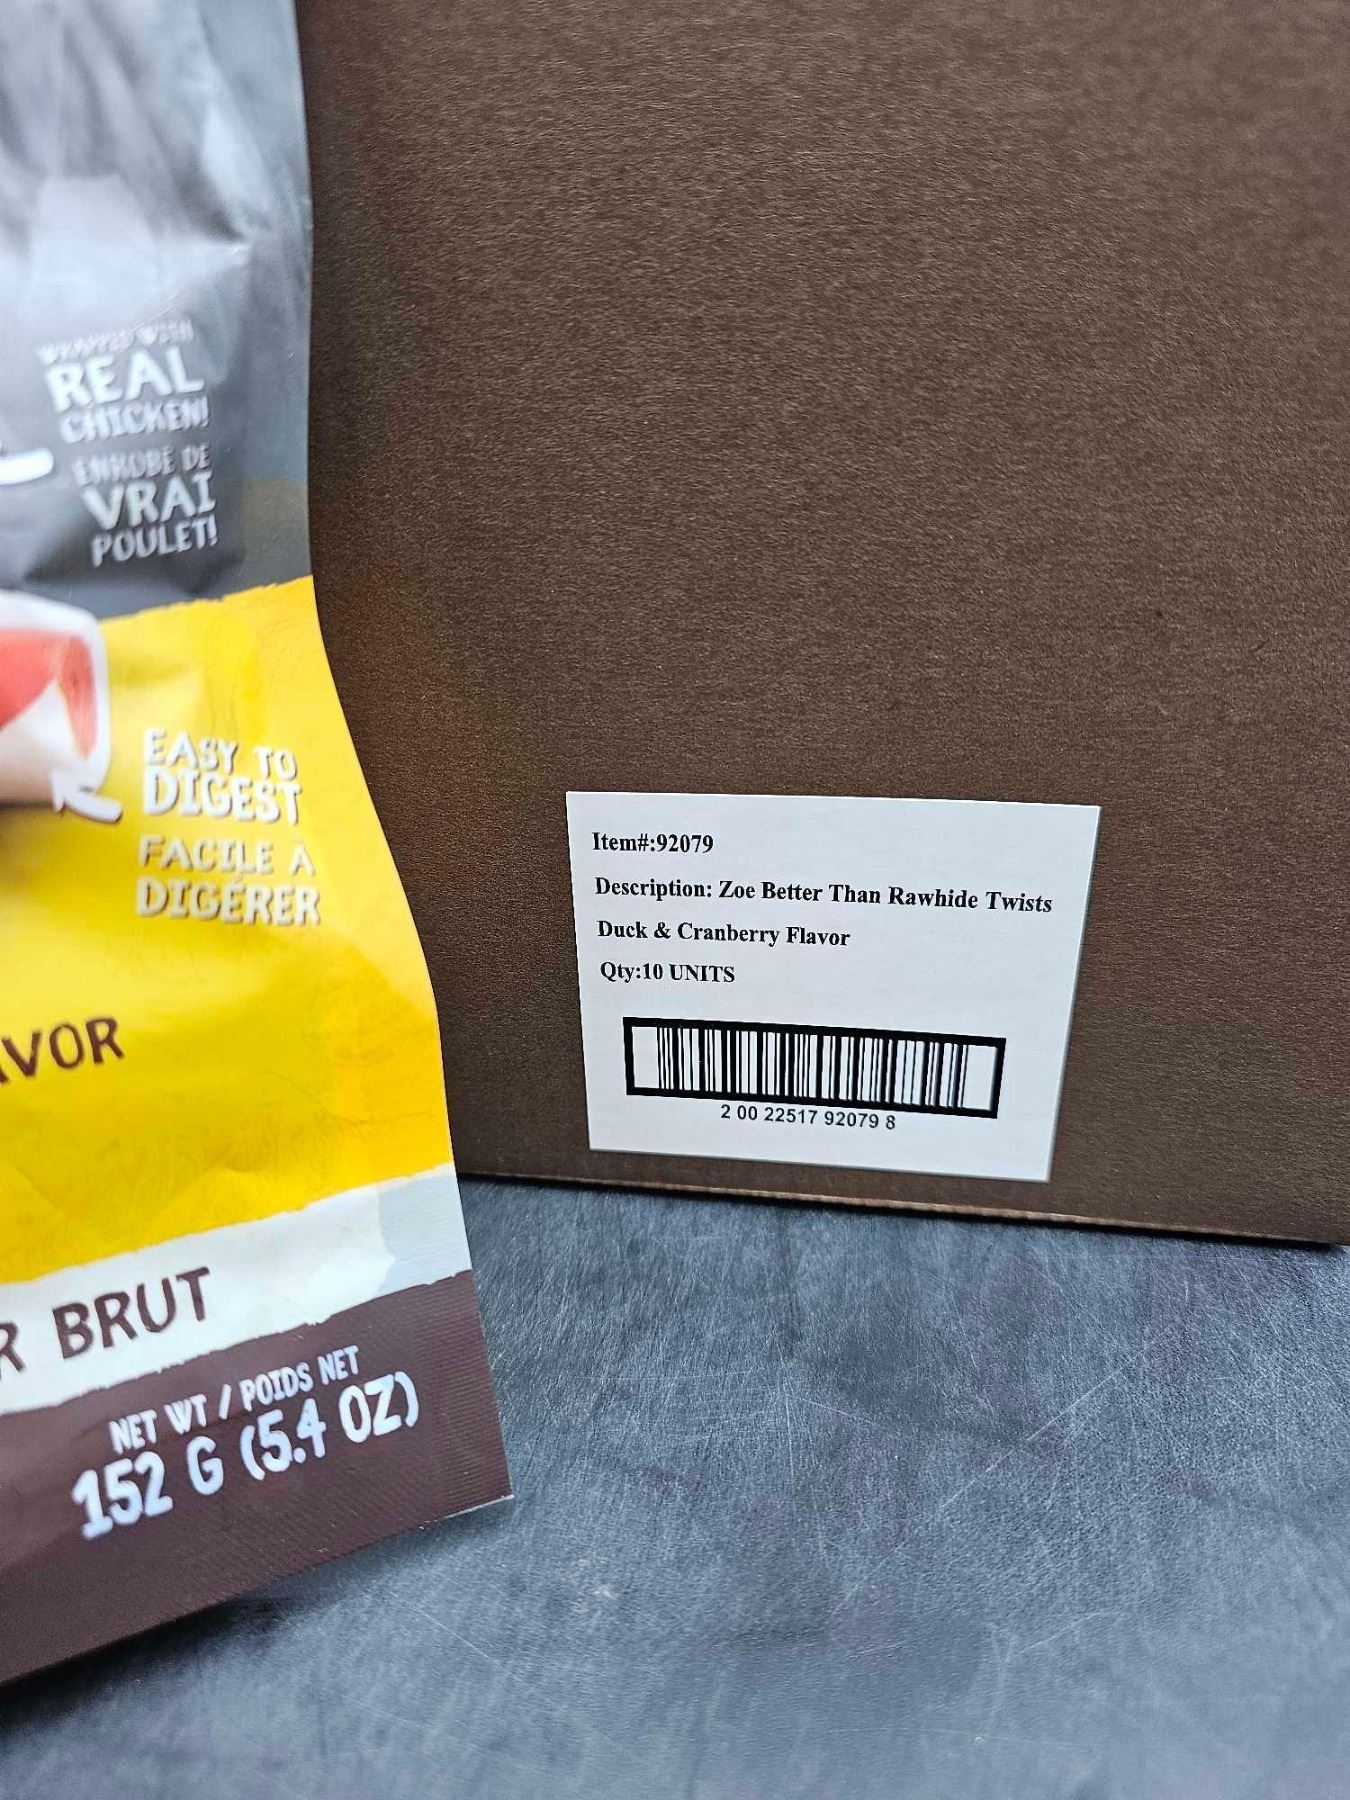 WRAPPED WITH
REAL
CHICKEN!
ENROBÉ DE
VRAI
POULET!
EASY TO
DIGEST
FACILE À
DIGÉRER
AVOR
R BRUT
NET WT / POIDS NET
152 G (5.4 OZ)
Item#:92079
Description: Zoe Better Than Rawhide Twists
Duck & Cranberry Flavor
Qty:10 UNITS
2 00 22517 92079 8